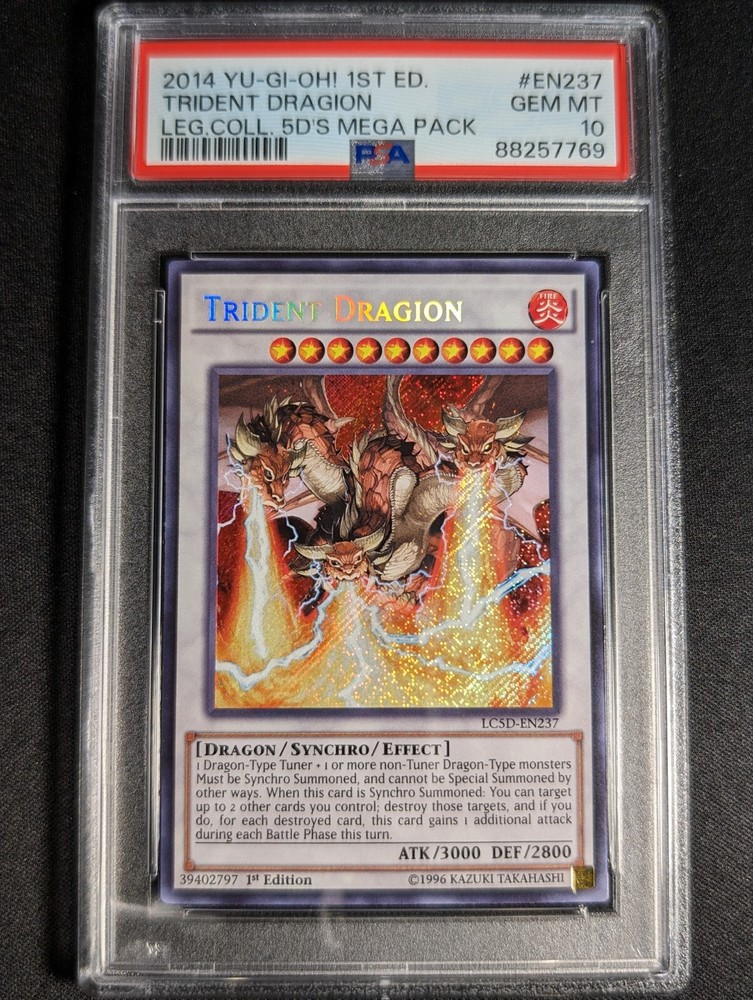 2014 YU-GI-OH! 1ST ED. #EN237
TRIDENT DRAGION GEM MT
LEG.COLL. 5D'S MEGA PACK 10
PSA 88257769
TRIDENT DRAGION
FIRE
炎
LC5D-EN237
[DRAGON/SYNCHRO/EFFECT]
1 Dragon-Type Tuner + 1 or more non-Tuner Dragon-Type monsters
Must be Synchro Summoned, and cannot be Special Summoned by
other ways. When this card is Synchro Summoned: You can target
up to 2 other cards you control; destroy those targets, and if you
do, for each destroyed card, this card gains 1 additional attack
during each Battle Phase this turn.
ATK/3000 DEF/2800
39402797 1st Edition ©1996 KAZUKI TAKAHASHI